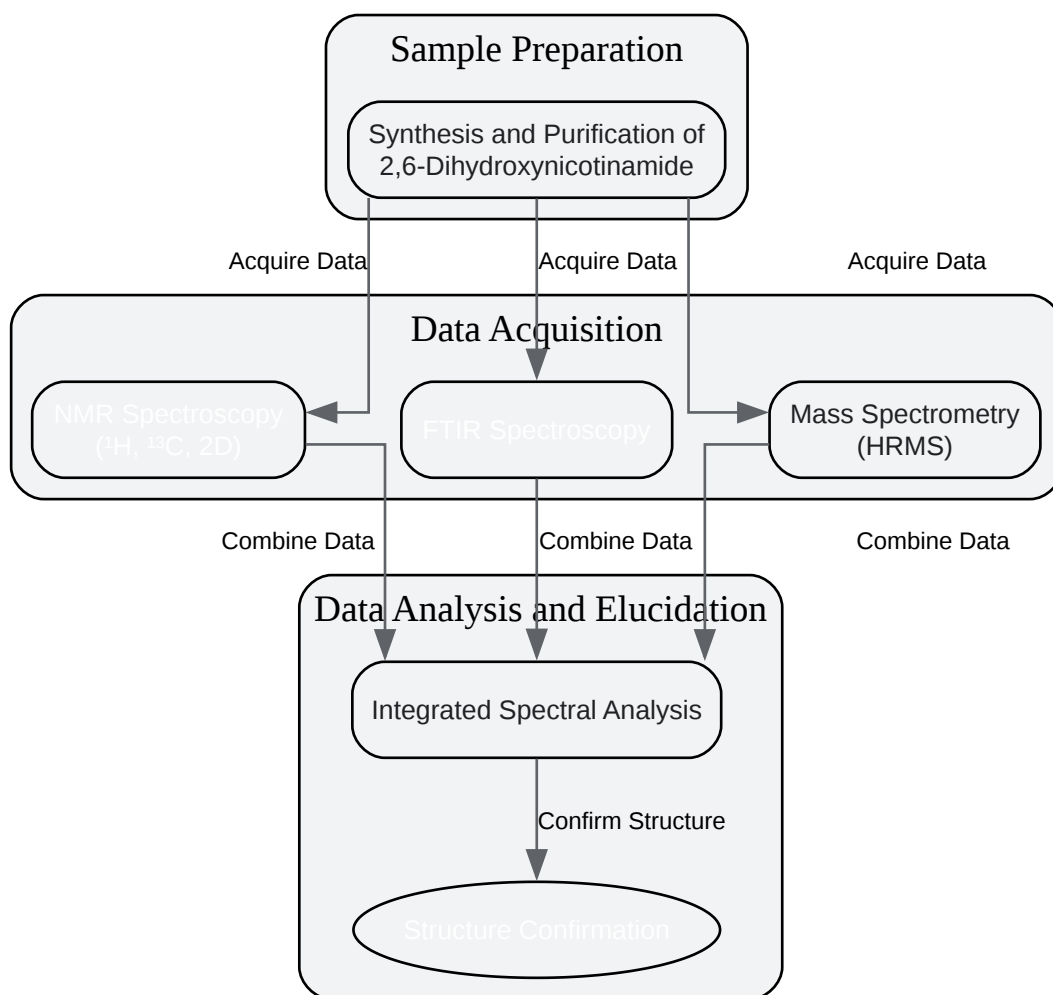 Sample Preparation
Synthesis and Purification of
2,6-Dihydroxynicotinamide
Acquire Data
Acquire Data
Acquire Data
Data Acquisition
NMR Spectroscopy
(¹H, ¹³C, 2D)
FTIR Spectroscopy
Mass Spectrometry
(HRMS)
Combine Data
Combine Data
Combine Data
Data Analysis and Elucidation
Integrated Spectral Analysis
Confirm Structure
Structure Confirmation